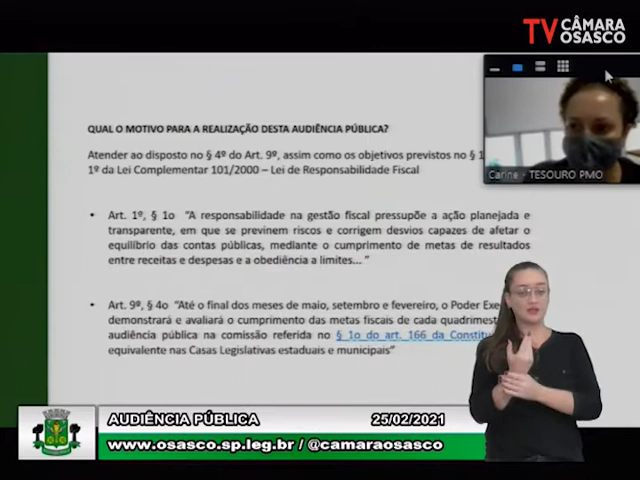 TV CÂMARA
OSASCO
QUAL O MOTIVO PARA A REALIZAÇÃO DESTA AUDIÊNCIA PÚBLICA?
Atender ao disposto no § 4º do Art. 9º, assim como os objetivos previstos no § 1
1º da Lei Complementar 101/2000 – Lei de Responsabilidade Fiscal
Carine - TESOURO PMO
• Art. 1º, § 1o "A responsabilidade na gestão fiscal pressupõe a ação planejada e
transparente, em que se previnem riscos e corrigem desvios capazes de afetar o
equilíbrio das contas públicas, mediante o cumprimento de metas de resultados
entre receitas e despesas e a obediência a limites... "
• Art. 9º, § 4o "Até o final dos meses de maio, setembro e fevereiro, o Poder Exe
demonstrará e avaliará o cumprimento das metas fiscais de cada quadrimest
audiência pública na comissão referida no § 1o do art. 166 da Constitu
equivalente nas Casas Legislativas estaduais e municipais"
AUDIÊNCIA PÚBLICA 25/02/2021
www.osasco.sp.leg.br / @camaraosasco